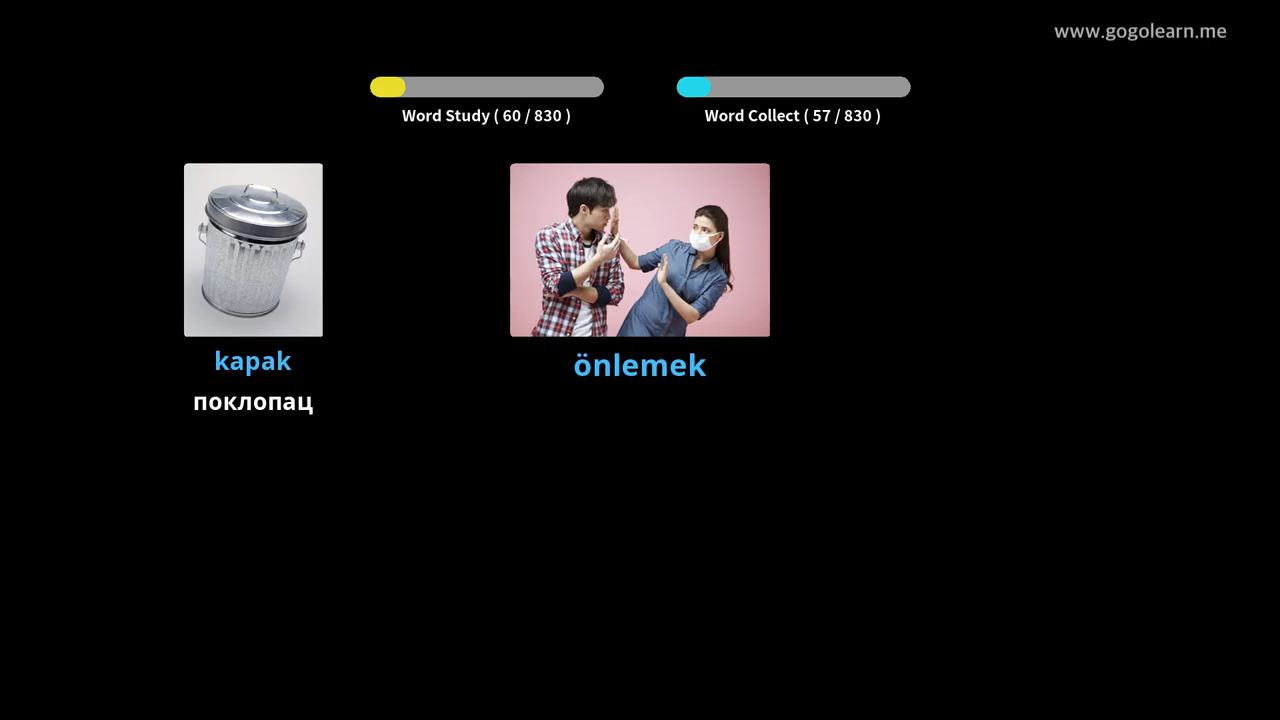 www.gogolearn.me
Word Study ( 60 / 830 )
Word Collect ( 57 / 830 )
kapak
поклопац
önlemek